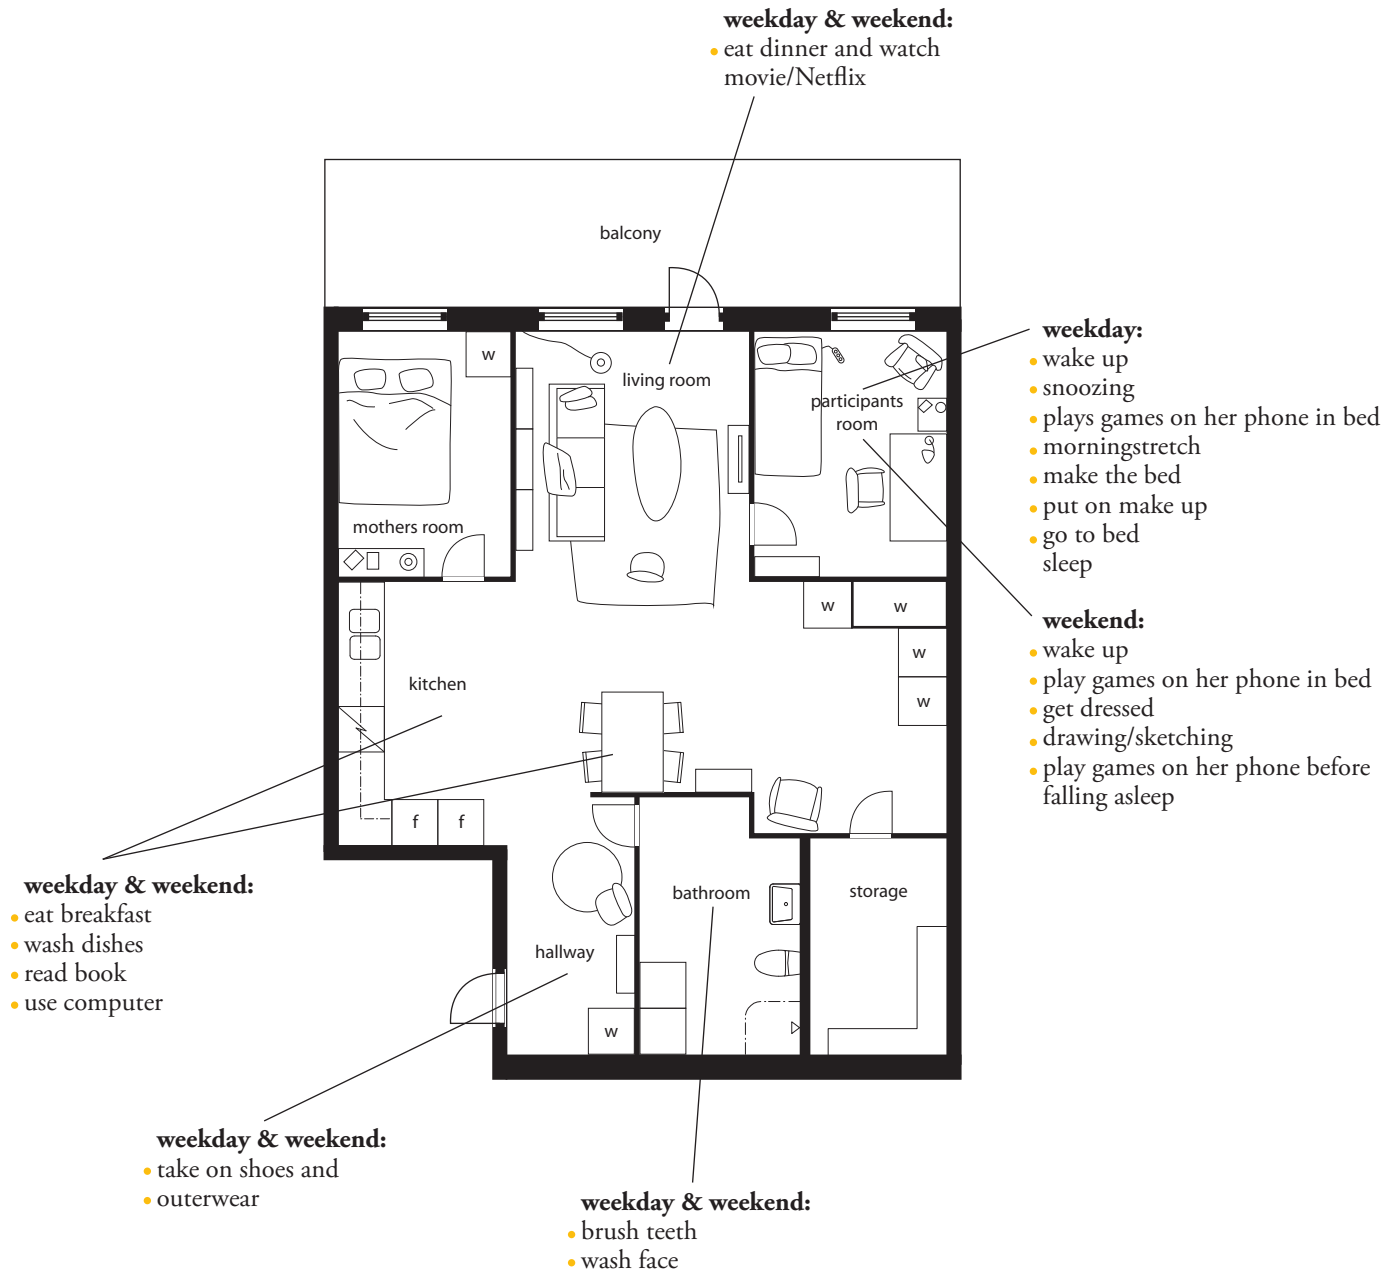 weekday & weekend:
• eat dinner and watch
movie/Netflix
balcony
w
living room
participants
room
mothers room
weekday:
• wake up
• snoozing
• plays games on her phone in bed
• morningstretch
• make the bed
• put on make up
• go to bed
sleep
w
w
w
w
kitchen
weekend:
• wake up
• play games on her phone in bed
• get dressed
• drawing/sketching
• play games on her phone before
falling asleep
f
f
weekday & weekend:
• eat breakfast
• wash dishes
• read book
• use computer
bathroom
storage
hallway
w
weekday & weekend:
• take on shoes and
• outerwear
weekday & weekend:
• brush teeth
• wash face